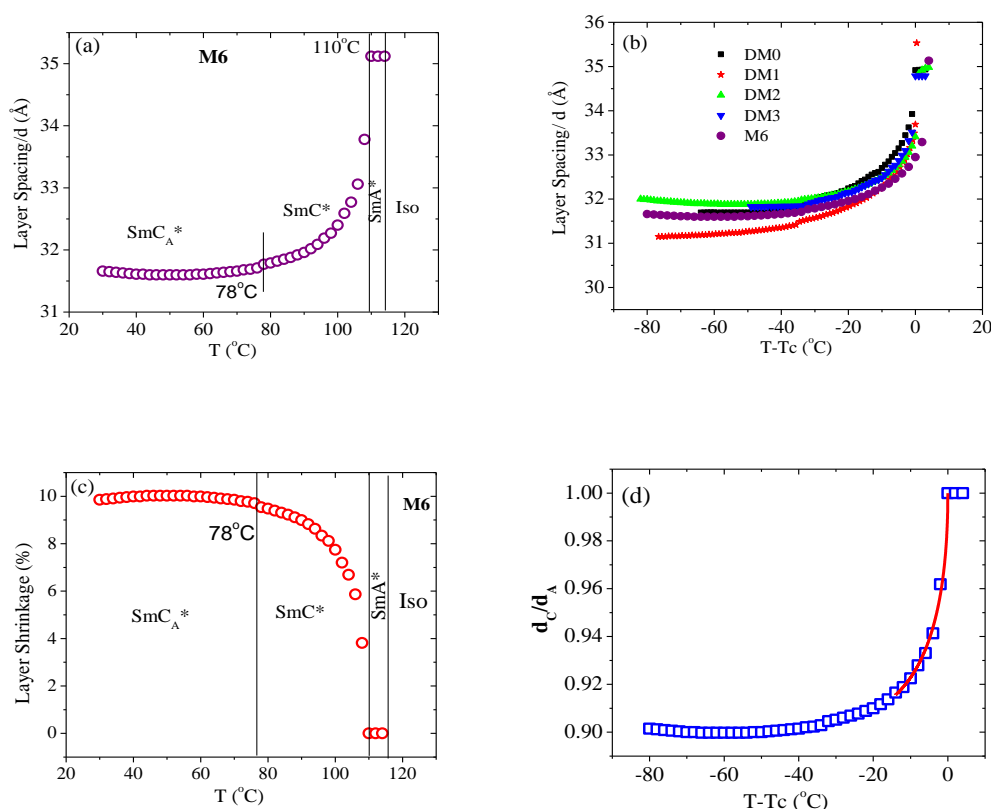 (a)
M6
110°C
SmC_A*
SmC*
SmA*
Iso
78°C
35
34
33
32
31
20 40 60 80 100 120
Layer Spacing/d (Å)
T (°C)
(b)
DM0
DM1
DM2
DM3
M6
36
35
34
33
32
31
30
-80 -60 -40 -20 0 20
Layer Spacing/ d (Å)
T-Tc (°C)
(c)
M6
78°C
SmC_A*
SmC*
SmA*
Iso
10
8
6
4
2
0
20 40 60 80 100 120
Layer Shrinkage (%)
T (°C)
(d)
1.00
0.98
0.96
0.94
0.92
0.90
-80 -60 -40 -20 0
d_C/d_A
T-Tc (°C)